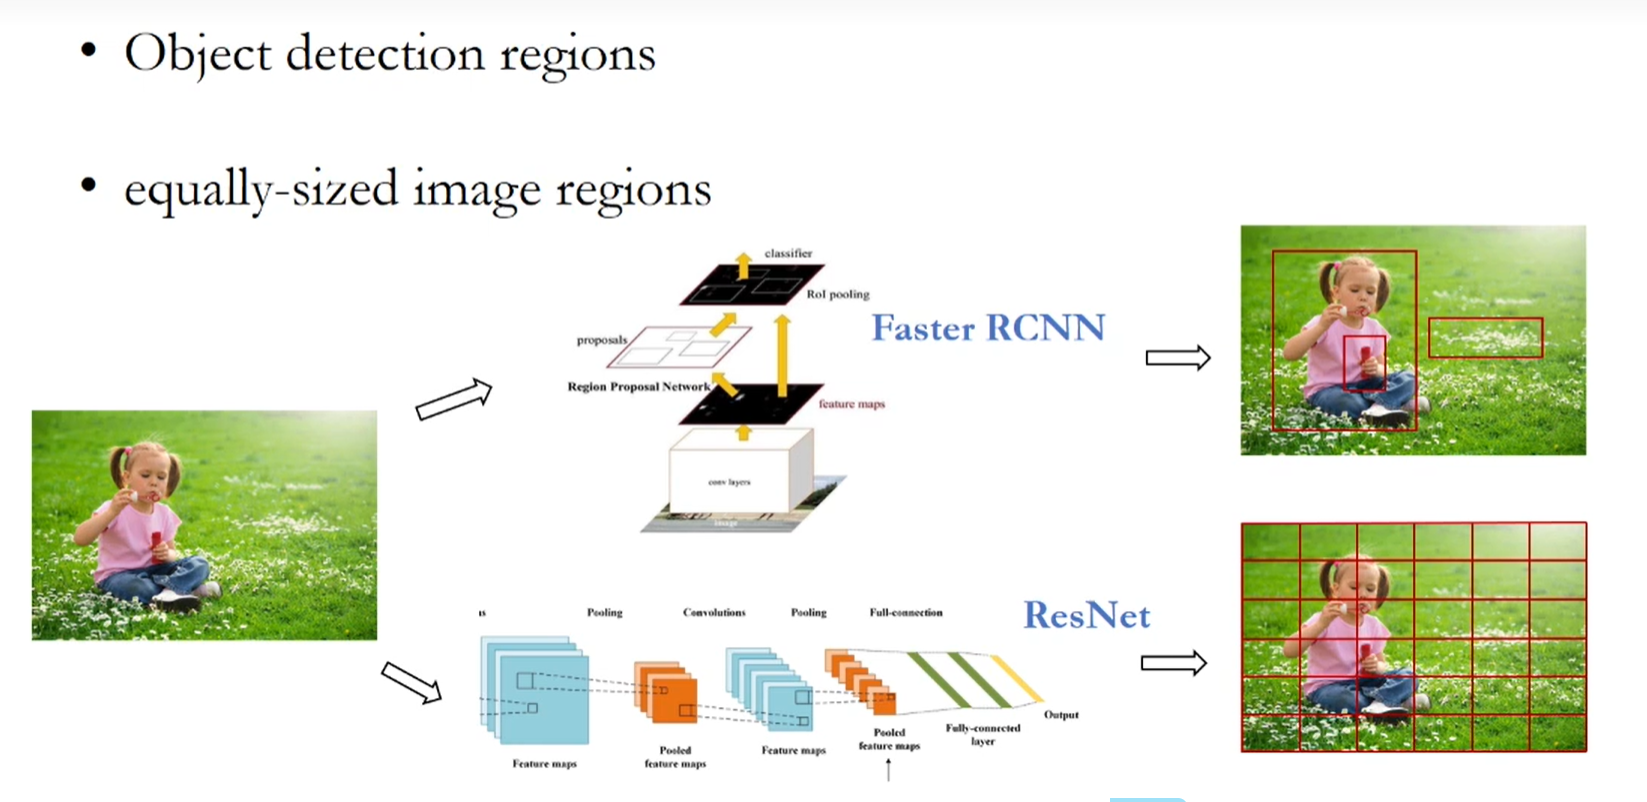 • Object detection regions
• equally-sized image regions
classifier
RoI pooling
Faster RCNN
proposals
Region Proposal Network
feature maps
conv layers
image
ResNet
Pooling
Convolutions
Pooling
Full-connection
Output
Fully-connected
layer
Pooled
feature maps
Feature maps
Pooled
feature maps
Feature maps